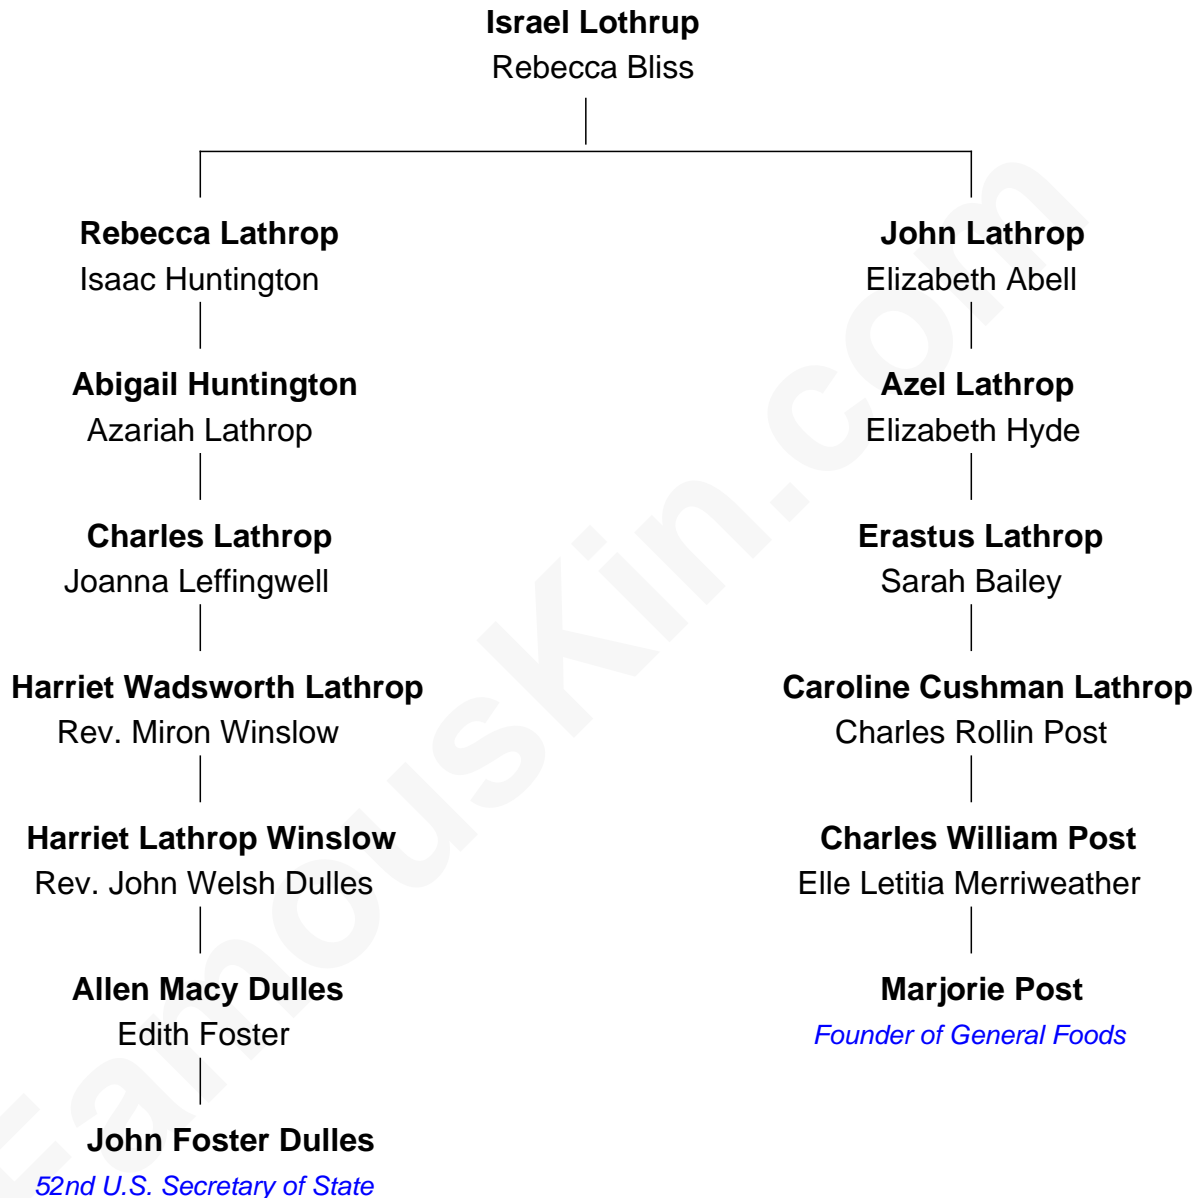 Israel Lothrup
Rebecca Bliss
Rebecca Lathrop
Isaac Huntington
Abigail Huntington
Azariah Lathrop
Charles Lathrop
Joanna Leffingwell
Harriet Wadsworth Lathrop
Rev. Miron Winslow
Harriet Lathrop Winslow
Rev. John Welsh Dulles
Allen Macy Dulles
Edith Foster
John Foster Dulles
52nd U.S. Secretary of State
John Lathrop
Elizabeth Abell
Azel Lathrop
Elizabeth Hyde
Erastus Lathrop
Sarah Bailey
Caroline Cushman Lathrop
Charles Rollin Post
Charles William Post
Elle Letitia Merriweather
Marjorie Post
Founder of General Foods
FamousKin.com